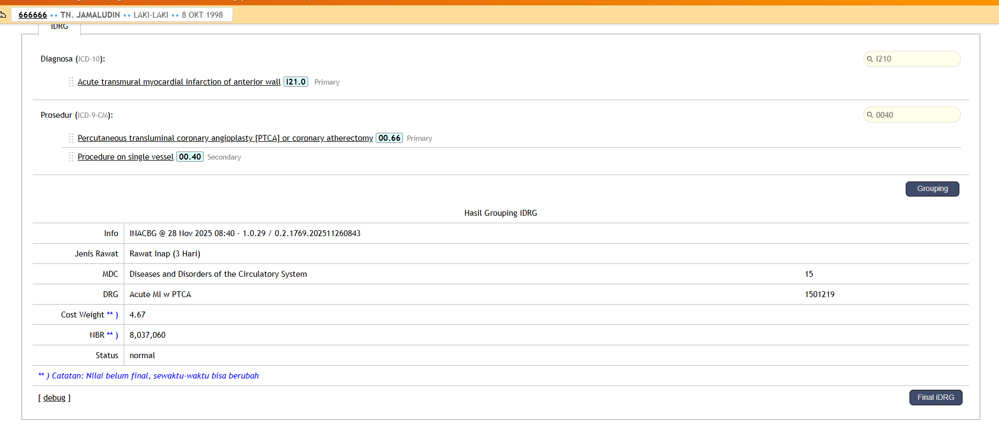 666666 •• TN. JAMALUDIN •• LAKI-LAKI •• 8 OKT 1998
iDRG
Diagnosa (ICD-10):
I210
Acute transmural myocardial infarction of anterior wall I21.0 Primary
Prosedur (ICD-9-CM):
0040
Percutaneous transluminal coronary angioplasty [PTCA] or coronary atherectomy 00.66 Primary
Procedure on single vessel 00.40 Secondary
Grouping
Hasil Grouping iDRG
Info INACBG @ 28 Nov 2025 08:40 - 1.0.29 / 0.2.1769.202511260843
Jenis Rawat Rawat Inap (3 Hari)
MDC Diseases and Disorders of the Circulatory System 15
DRG Acute MI w PTCA 1501219
Cost Weight ** ) 4.67
NBR ** ) 8,037,060
Status normal
** ) Catatan: Nilai belum final, sewaktu-waktu bisa berubah
[ debug ]
Final iDRG